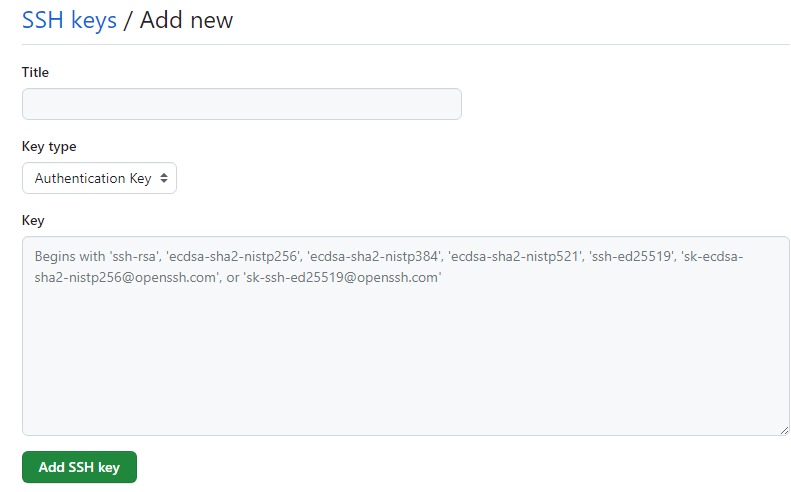 SSH keys / Add new
Title
Key type
Authentication Key
Key
Begins with 'ssh-rsa', 'ecdsa-sha2-nistp256', 'ecdsa-sha2-nistp384', 'ecdsa-sha2-nistp521', 'ssh-ed25519', 'sk-ecdsa-
sha2-nistp256@openssh.com', or 'sk-ssh-ed25519@openssh.com'
Add SSH key